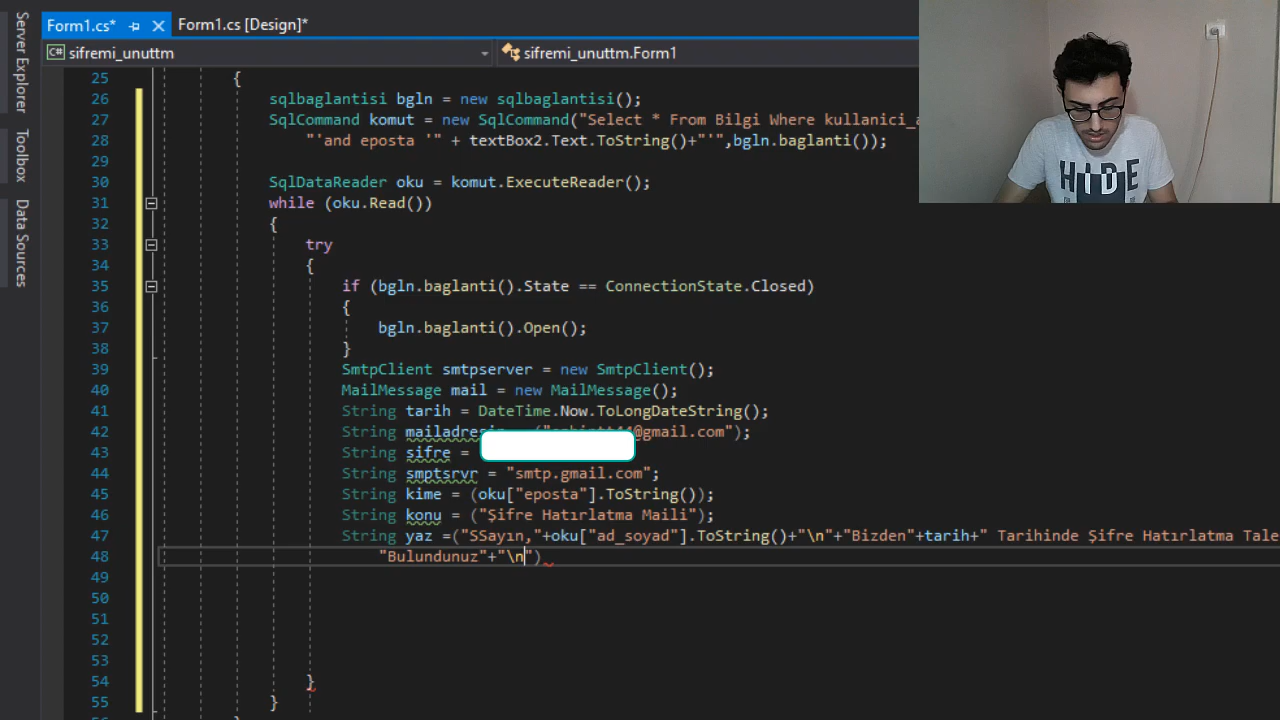 Form1.cs*
Form1.cs [Design]*
Server Explorer
Toolbox
Data Sources
C# sifremi_unuttm
sifremi_unuttm.Form1
HIDE
25 {
26 sqlbaglantisi bgln = new sqlbaglantisi();
27 SqlCommand komut = new SqlCommand("Select * From Bilgi Where
28 "'and eposta '" + textBox2.Text.ToString()+"'",bgln.baglanti());
29
30 SqlDataReader oku = komut.ExecuteReader();
31 while (oku.Read())
32 {
33 try
34 {
35 if (bgln.baglanti().State == ConnectionState.Closed)
36 {
37 bgln.baglanti().Open();
38 }
39 SmtpClient smtpserver = new SmtpClient();
40 MailMessage mail = new MailMessage();
41 String tarih = DateTime.Now.ToLongDateString();
42 String @gmail.com");
43 String sifre =
44 String smptsrvr = "smtp.gmail.com";
45 String kime = (oku["eposta"].ToString());
46 String konu = ("Şifre Hatırlatma Maili");
47 String yaz =("SSayın,"+oku["ad_soyad"].ToString()+"\n"+"Bizden"+tarih+" Tarihinde Şifre Hatırlatma Tale
48 "Bulundunuz"+"\n")
49
50
51
52
53
54 }
55 }